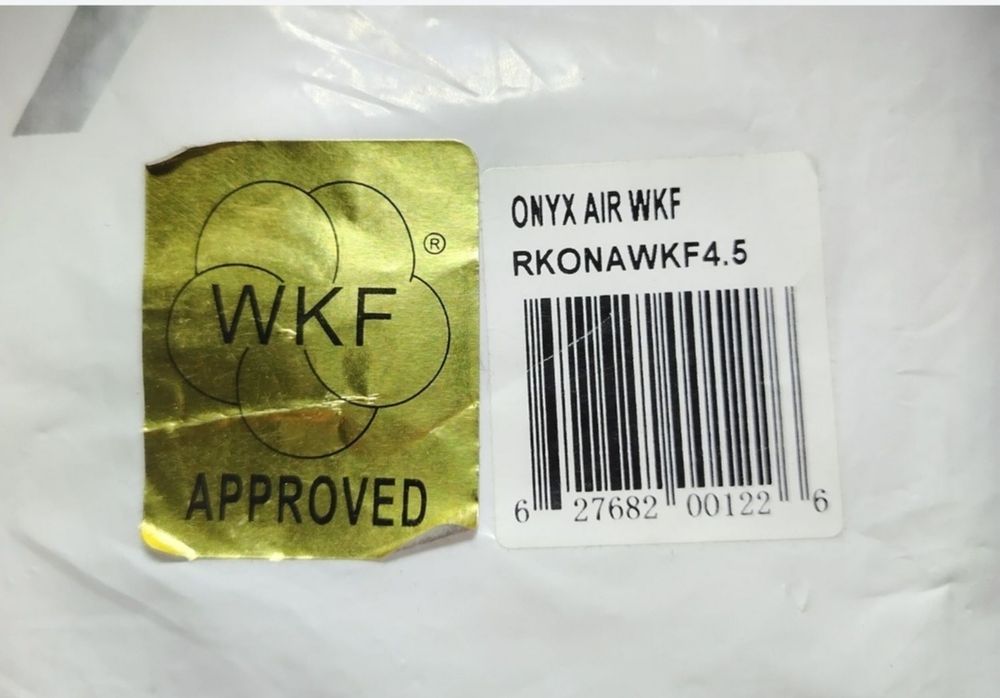 WKF
®
APPROVED
ONYX AIR WKF
RKONAWKF4.5
6 27682 00122 6